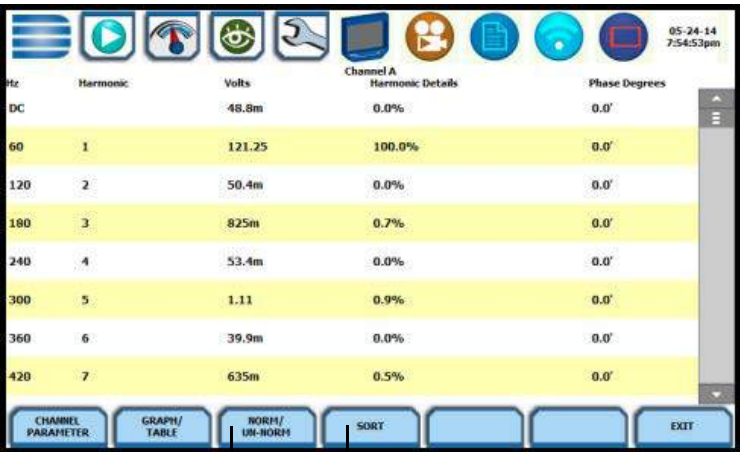 05-24-14
7:54:53pm
Channel A
Hz Harmonic Volts Harmonic Details Phase Degrees
DC 48.8m 0.0% 0.0'
60 1 121.25 100.0% 0.0'
120 2 50.4m 0.0% 0.0'
180 3 825m 0.7% 0.0'
240 4 53.4m 0.0% 0.0'
300 5 1.11 0.9% 0.0'
360 6 39.9m 0.0% 0.0'
420 7 635m 0.5% 0.0'
CHANNEL PARAMETER
GRAPH/ TABLE
NORM/ UN-NORM
SORT
EXIT